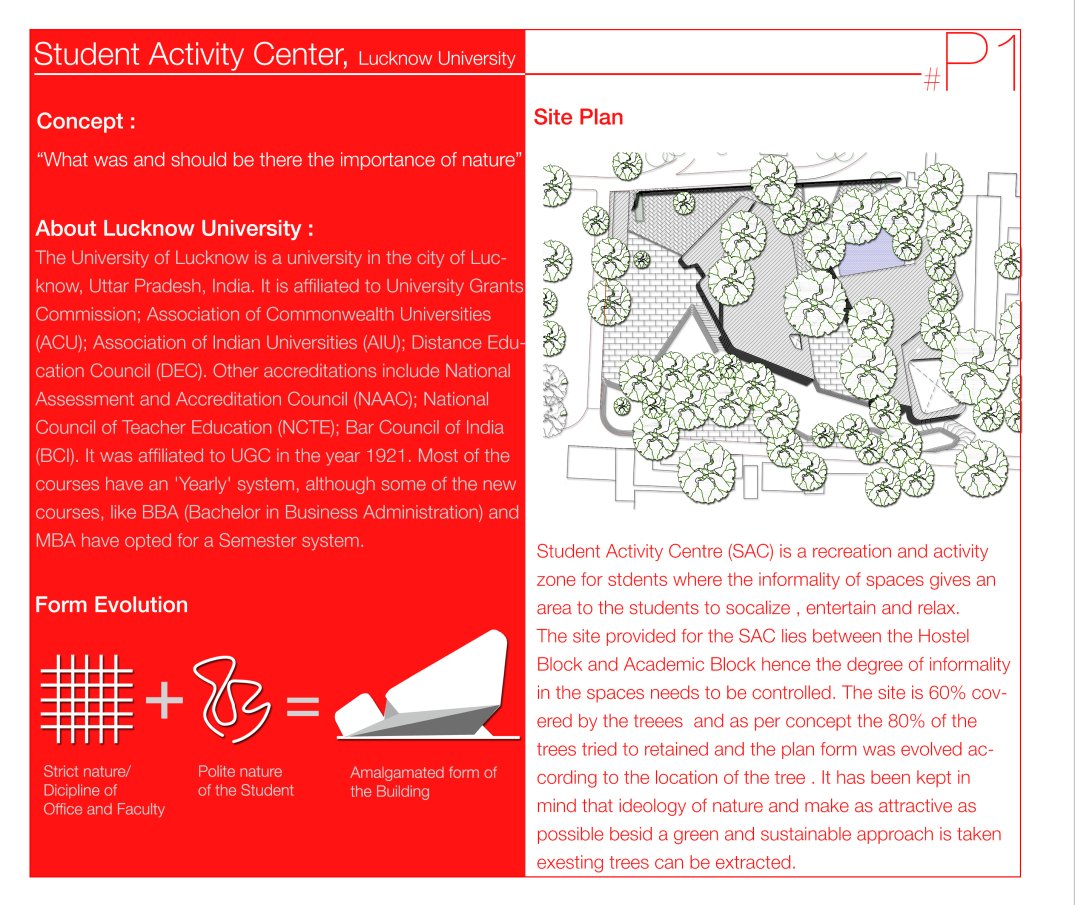 Student Activity Center, Lucknow University
#P1
Concept :
“What was and should be there the importance of nature”
About Lucknow University :
The University of Lucknow is a university in the city of Luc-
know, Uttar Pradesh, India. It is affiliated to University Grants
Commission; Association of Commonwealth Universities
(ACU); Association of Indian Universities (AIU); Distance Edu-
cation Council (DEC). Other accreditations include National
Assessment and Accreditation Council (NAAC); National
Council of Teacher Education (NCTE); Bar Council of India
(BCI). It was affiliated to UGC in the year 1921. Most of the
courses have an 'Yearly' system, although some of the new
courses, like BBA (Bachelor in Business Administration) and
MBA have opted for a Semester system.
Form Evolution
Strict nature/
Dicipline of
Office and Faculty
Polite nature
of the Student
Amalgamated form of
the Building
Site Plan
Student Activity Centre (SAC) is a recreation and activity
zone for stdents where the informality of spaces gives an
area to the students to socalize , entertain and relax.
The site provided for the SAC lies between the Hostel
Block and Academic Block hence the degree of informality
in the spaces needs to be controlled. The site is 60% cov-
ered by the treees  and as per concept the 80% of the
trees tried to retained and the plan form was evolved ac-
cording to the location of the tree . It has been kept in
mind that ideology of nature and make as attractive as
possible besid a green and sustainable approach is taken
exesting trees can be extracted.